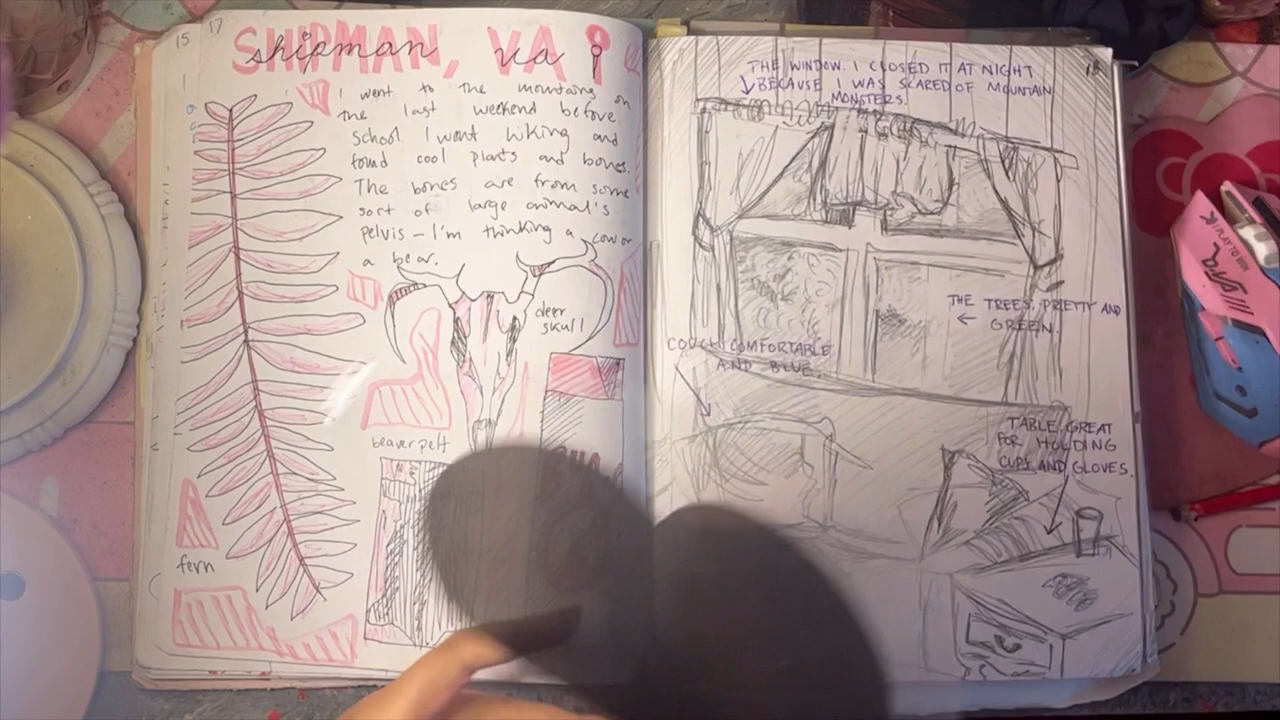 15 17
SHIPMAN, VA
shipman va
I went to the mountains on
the last weekend before
school. I went hiking and
found cool plants and bones.
The bones are from some
sort of large animal's
pelvis - I'm thinking a cow or
a bear.
deer
skull
beaver pelt
fern
THE WINDOW. I CLOSED IT AT NIGHT
BECAUSE I WAS SCARED OF MOUNTAIN
MONSTERS.
THE TREES. PRETTY AND
GREEN.
COUCH, COMFORTABLE
AND BLUE.
TABLE, GREAT
FOR HOLDING
CUPS AND GLOVES.